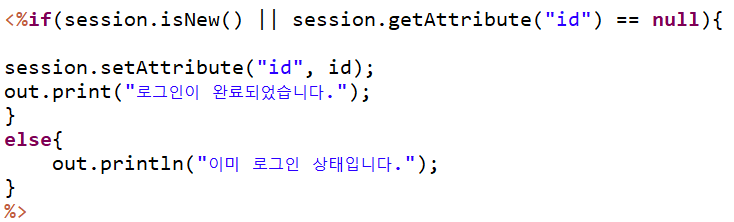 <%if(session.isNew() || session.getAttribute("id") == null){
session.setAttribute("id", id);
out.print("로그인이 완료되었습니다.");
}
else{
    out.println("이미 로그인 상태입니다.");
}
%>